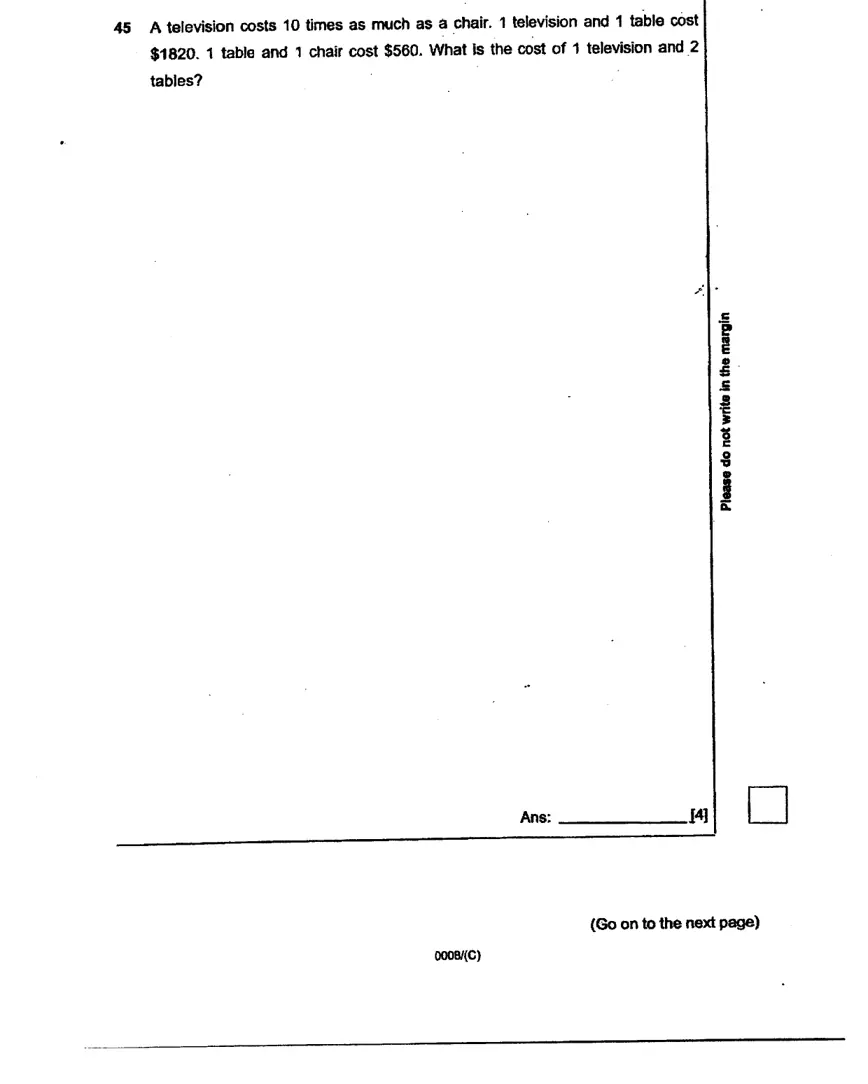 45 A television costs 10 times as much as a chair. 1 television and 1 table cost
$1820. 1 table and 1 chair cost $560. What is the cost of 1 television and 2
tables?
Please do not write in the margin
Ans: ________________[4]
(Go on to the next page)
0008/(C)